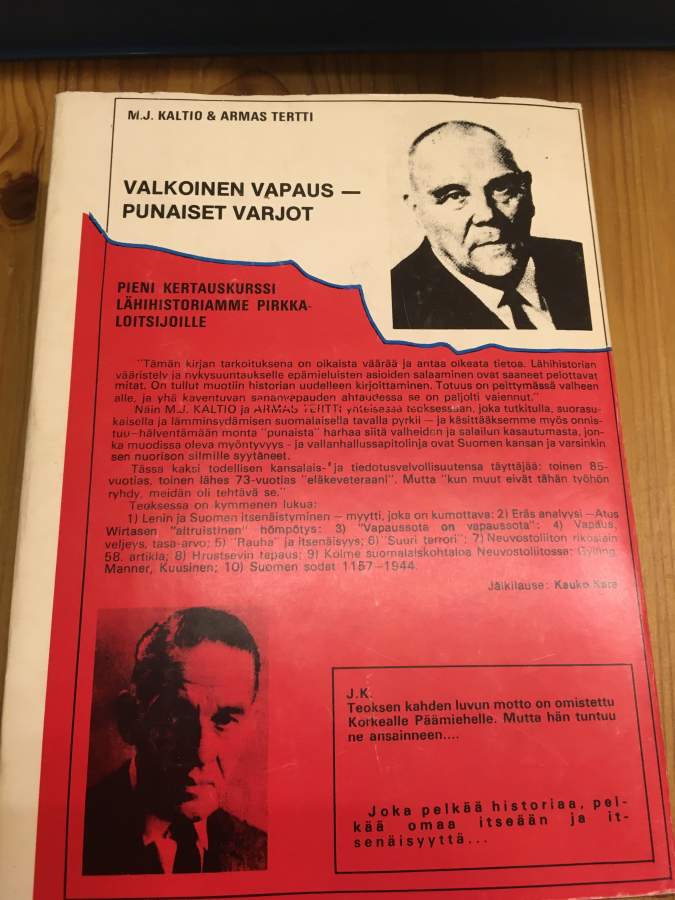 M.J. KALTIO & ARMAS TERTTI
VALKOINEN VAPAUS —
PUNAISET VARJOT
PIENI KERTAUSKURSSI
LÄHIHISTORIAMME PIRKKA-
LOITSIJOILLE
"Tämän kirjan tarkoituksena on oikaista väärää ja antaa oikeata tietoa. Lähihistorian
vääristely ja nykysuuntaukselle epämieluisten asioiden salaaminen ovat saaneet pelottavat
mitat. On tullut muotiin historian uudelleen kirjoittaminen. Totuus on peittymässä valheen
alle, ja yhä kaventuvan sananvapauden ahtaudessa se on paljolti vaiennut."
Näin M.J. KALTIO ja ARMAS TERTTI yhteisessä teoksessaan, joka tutkitulla, suorasu-
kaisella ja lämminsydämisen suomalaisella tavalla pyrkii — ja käsittääksemme myös onnis-
tuu—hälventämään monta "punaista" harhaa siitä valheiden ja salailun kasautumasta, jon-
ka muodissa oleva myöntyvyys - ja vallanhallussapitolinja ovat Suomen kansan ja varsinkin
sen nuorison silmille syytäneet.
Tässä kaksi todellisen kansalais- ja tiedotusvelvollisuutensa täyttäjää: toinen 85-
vuotias, toinen lähes 73-vuotias "eläkeveteraani". Mutta "kun muut eivät tähän työhön
ryhdy, meidän oli tehtävä se."
Teoksessa on kymmenen lukua:
1) Lenin ja Suomen itsenäistyminen — myytti, joka on kumottava; 2) Eräs analyysi —Atos
Wirtasen "altruistinen" hömpötys; 3) "Vapaussota on vapaussota"; 4) Vapaus,
veljeys, tasa-arvo; 5) "Rauha" ja itsenäisyys; 6) "Suuri terrori"; 7) Neuvostoliiton rikoslain
58. artikla; 8) Hrustsevin tapaus; 9) Kolme suomalaiskohtaloa Neuvostoliitossa: Gylling,
Manner, Kuusinen; 10) Suomen sodat 1157—1944.
Jälkilause: Kauko Kare
J.K.
Teoksen kahden luvun motto on omistettu
Korkealle Päämiehelle. Mutta hän tuntuu
ne ansainneen....
Joka pelkää historiaa, pel-
kää omaa itseään ja it-
senäisyyttä...